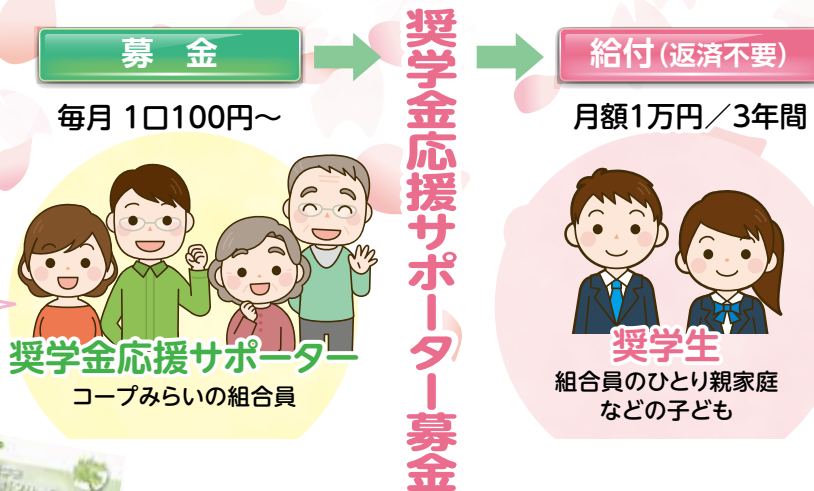 募 金
毎月 1口100円～
奨学金応援サポーター
コープみらいの組合員
奨学金応援サポーター募金
給付(返済不要)
月額1万円／3年間
奨学生
組合員のひとり親家庭
などの子ども